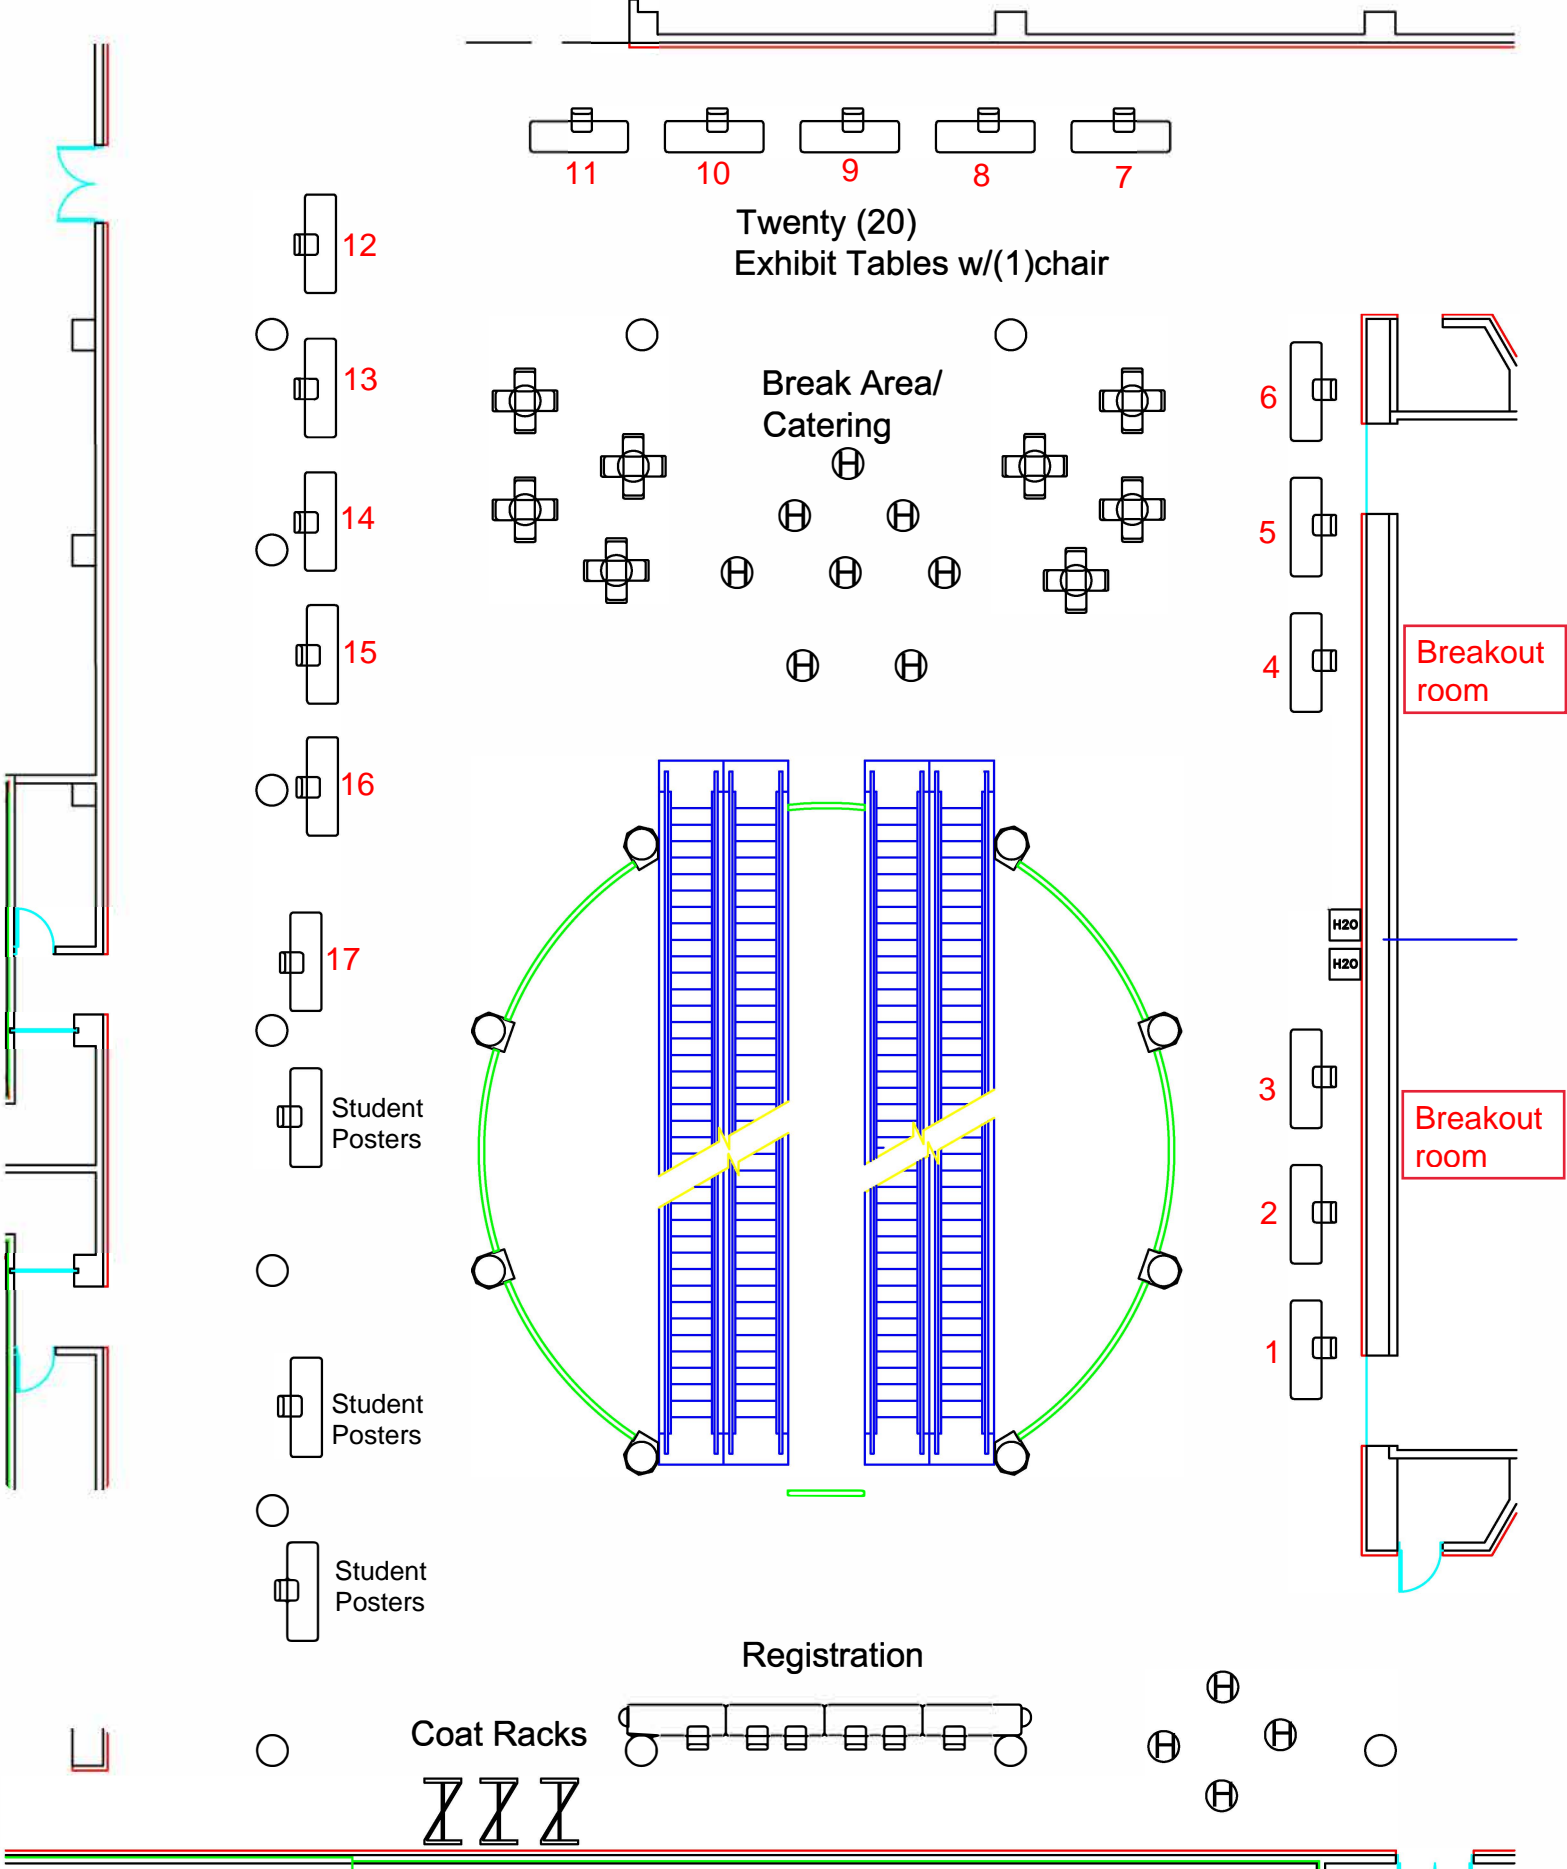 11
10
9
8
7
Twenty (20)
Exhibit Tables w/(1)chair
12
13
Break Area/
Catering
6
H
14
H
H
5
H
H
H
15
H
H
4
Breakout
room
16
17
H2O
H2O
3
Student
Posters
Breakout
room
2
1
Student
Posters
Student
Posters
Registration
H
Coat Racks
H
H
H